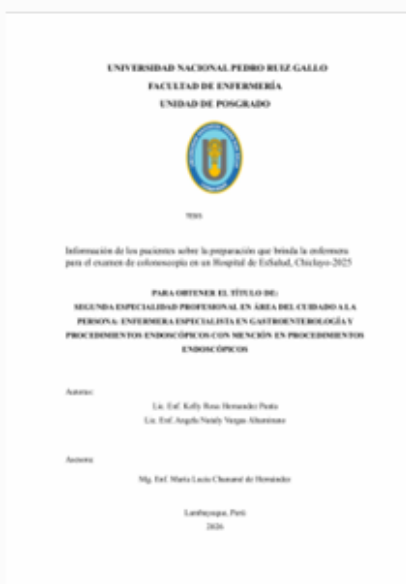 UNIVERSIDAD NACIONAL PEDRO RUIZ GALLO
FACULTAD DE ENFERMERÍA
UNIDAD DE POSGRADO
TESIS
Información de los pacientes sobre la preparación que brinda la enfermera
para el examen de colonoscopia en un Hospital de EsSalud, Chiclayo-2025
PARA OBTENER EL TÍTULO DE:
SEGUNDA ESPECIALIDAD PROFESIONAL EN ÁREA DEL CUIDADO A LA
PERSONA: ENFERMERA ESPECIALISTA EN GASTROENTEROLOGÍA Y
PROCEDIMIENTOS ENDOSCÓPICOS CON MENCIÓN EN PROCEDIMIENTOS
ENDOSCÓPICOS
Autoras:
Lic. Enf. Kelly Rosa Hernandez
Lic. Enf. Angela Nataly Vargas Altamirano
Asesora:
Mg. Enf. María Lucía Chanamé de Hernández
Lambayeque, Perú
2026